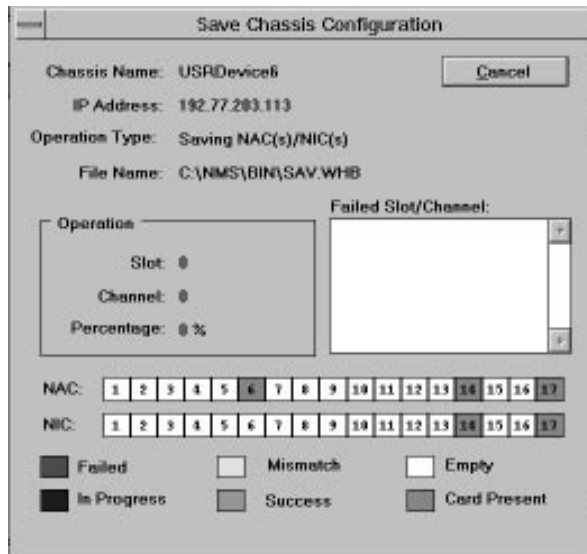 Save Chassis Configuration
Chassis Name: USRDevice6
Cancel
IP Address: 192.77.203.113
Operation Type: Saving NAC(s)/NIC(s)
File Name: C:\NMS\BIN\SAV.WHB
Operation
Failed Slot/Channel:
Slot: 0
Channel: 0
Percentage: 0 %
NAC: 1 2 3 4 5 6 7 8 9 10 11 12 13 14 15 16 17
NIC: 1 2 3 4 5 6 7 8 9 10 11 12 13 14 15 16 17
Failed Mismatch Empty
In Progress Success Card Present